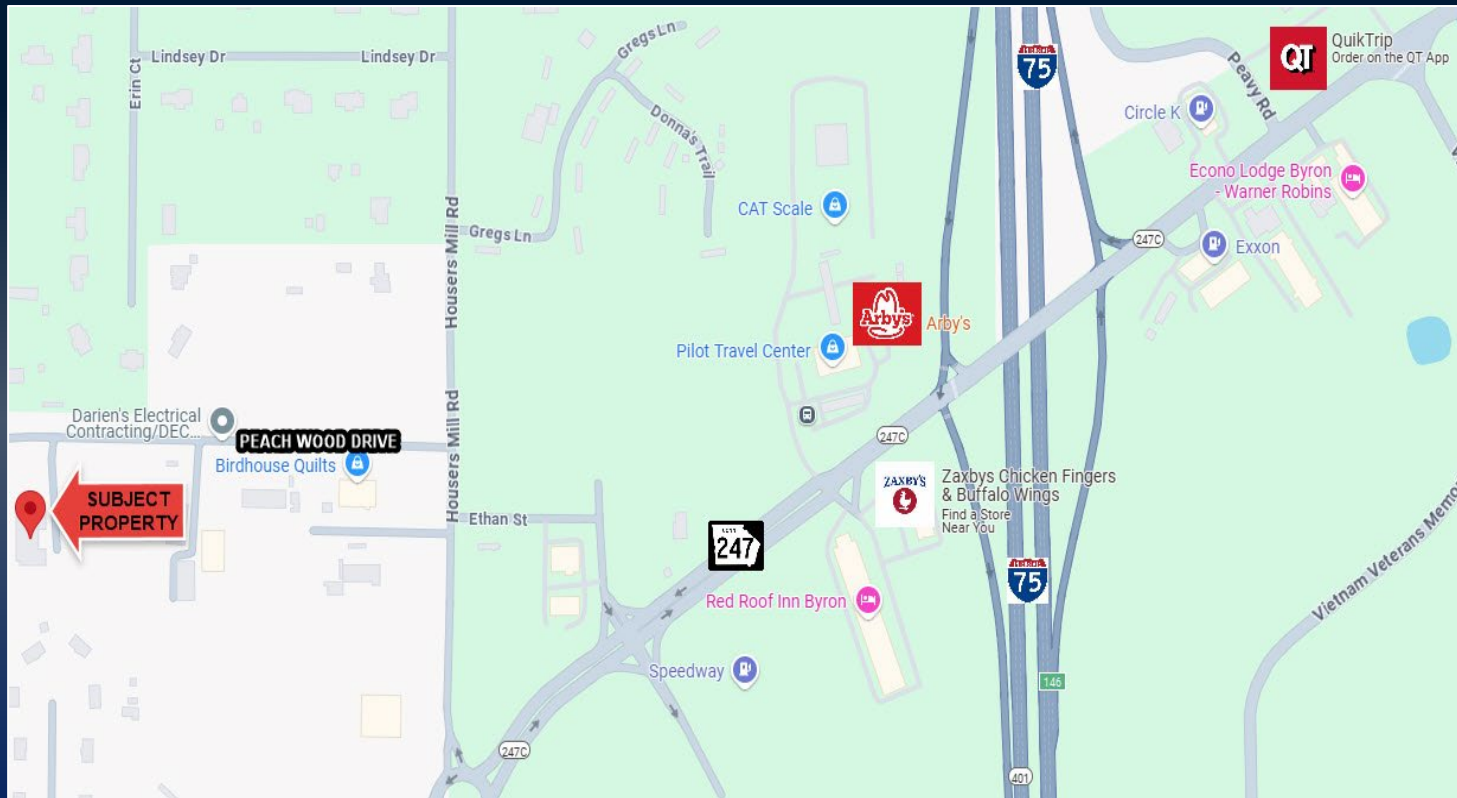 Lindsey Dr
Lindsey Dr
Erin Ct
Gregs Ln
Donna's Trail
Gregs Ln
Housers Mill Rd
Housers Mill Rd
75
QT
QuikTrip
Order on the QT App
Peavy Rd
Circle K
Econo Lodge Byron
- Warner Robins
CAT Scale
247C
Exxon
Arby's
Arby's
Pilot Travel Center
Darien's Electrical
Contracting/DEC...
PEACH WOOD DRIVE
Birdhouse Quilts
SUBJECT
PROPERTY
Ethan St
247C
ZAXBY'S
Zaxbys Chicken Fingers
& Buffalo Wings
Find a Store
Near You
247
75
Red Roof Inn Byron
Speedway
Vietnam Veterans Memo
146
247C
401